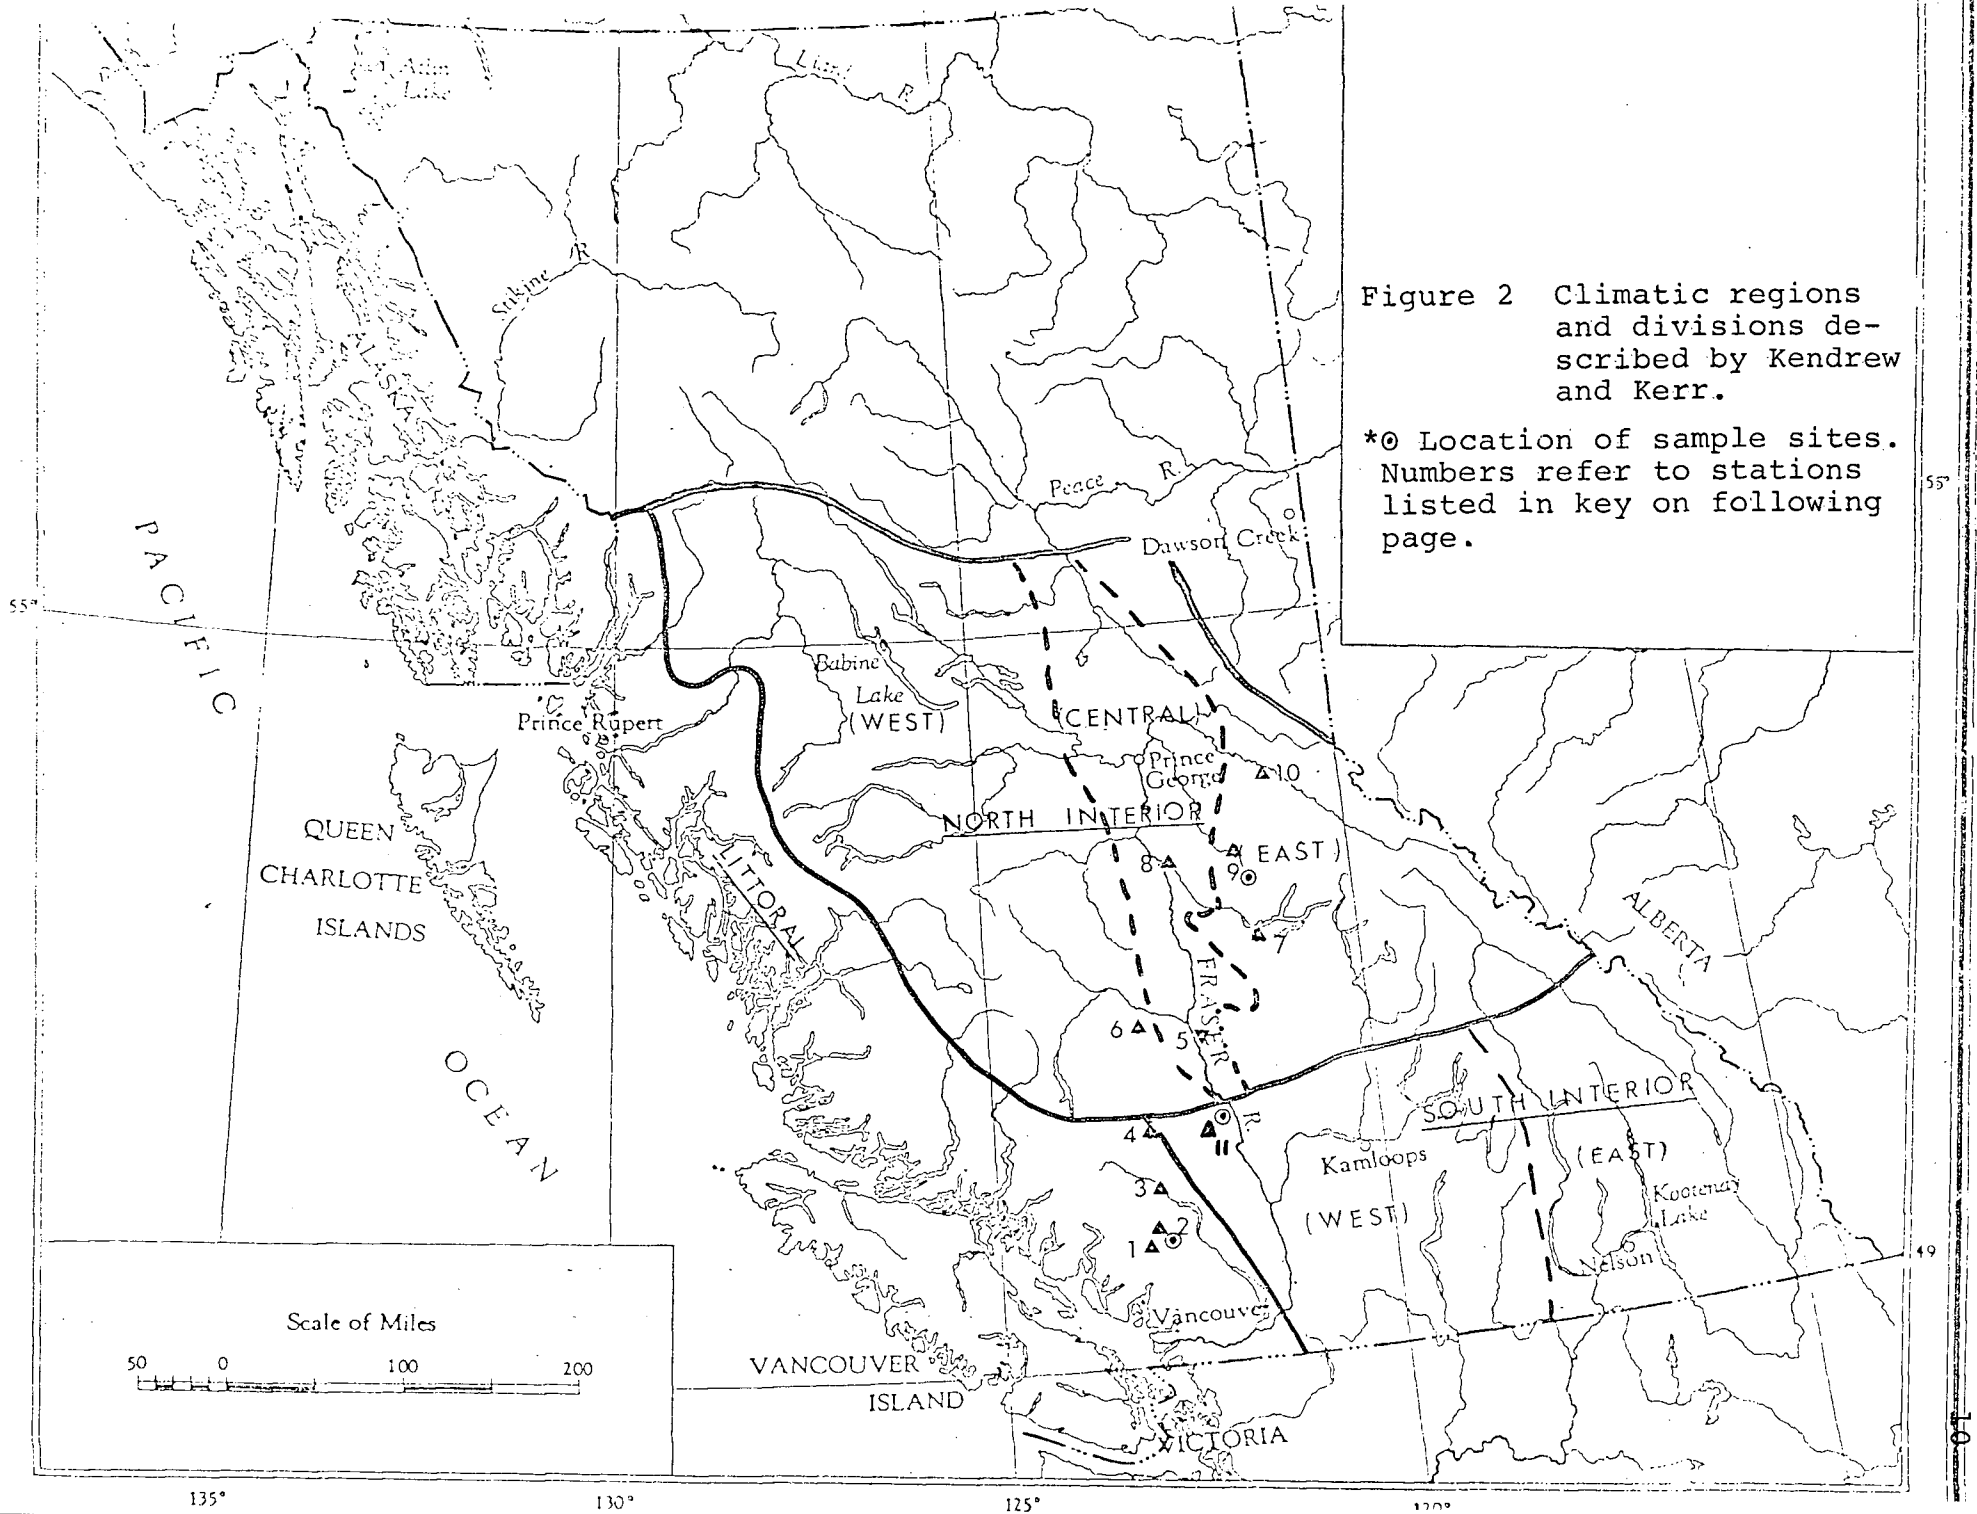 Atlin
Lake
Liard
R
Stikine R
ALASKA
Figure 2 Climatic regions
and divisions de-
scribed by Kendrew
and Kerr.
*⊙ Location of sample sites.
Numbers refer to stations
listed in key on following
page.
Peace R.
55°
Dawson Creek
PACIFIC
55°
Babine
Lake
(WEST)
(CENTRAL)
Prince Rupert
Prince
George
10
NORTH INTERIOR
QUEEN
CHARLOTTE
ISLANDS
LITTORAL
8
9
(EAST)
7
ALBERTA
FRASER
R.
6
5
OCEAN
SOUTH INTERIOR
4
11
Kamloops
(EAST)
3
(WEST)
Kootenay
Lake
2
1
Nelson
49
Vancouver
Scale of Miles
50 0 100 200
VANCOUVER
ISLAND
VICTORIA
10
135° 130° 125° 120°